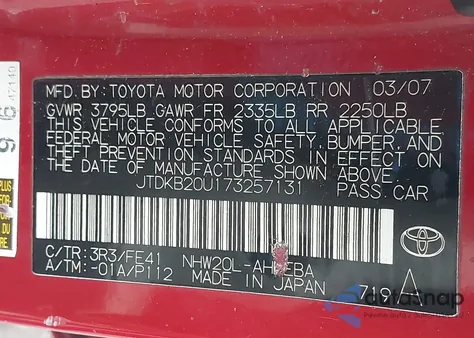 MFD. BY: TOYOTA MOTOR CORPORATION 03/07
GVWR 3795LB GAWR FR 2335LB RR 2250LB
THIS VEHICLE CONFORMS TO ALL APPLICABLE
FEDERAL MOTOR VEHICLE SAFETY, BUMPER, AND
THEFT PREVENTION STANDARDS IN EFFECT ON THE
DATE OF MANUFACTURE SHOWN ABOVE.
JTDKB20U173257131 PASS.CAR
C/TR: 3R3/FE41 NHW20L-
A/TM: -01A/P112 MADE IN JAPAN
TOYOTA
dataSnap